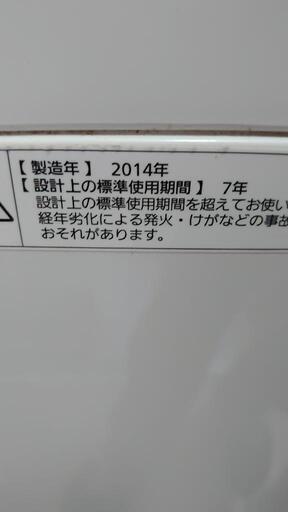 【 製造年 】 2014年
【 設計上の標準使用期間 】 7年
設計上の標準使用期間を超えてお使い
経年劣化による発火・けがなどの事故
おそれがあります。